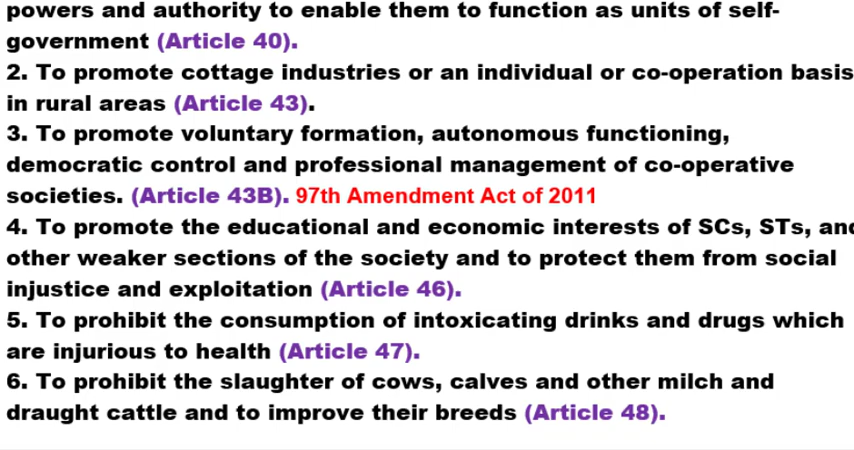 powers and authority to enable them to function as units of self-
government (Article 40).
2. To promote cottage industries or an individual or co-operation basis
in rural areas (Article 43).
3. To promote voluntary formation, autonomous functioning,
democratic control and professional management of co-operative
societies. (Article 43B). 97th Amendment Act of 2011
4. To promote the educational and economic interests of SCs, STs, and
other weaker sections of the society and to protect them from social
injustice and exploitation (Article 46).
5. To prohibit the consumption of intoxicating drinks and drugs which
are injurious to health (Article 47).
6. To prohibit the slaughter of cows, calves and other milch and
draught cattle and to improve their breeds (Article 48).